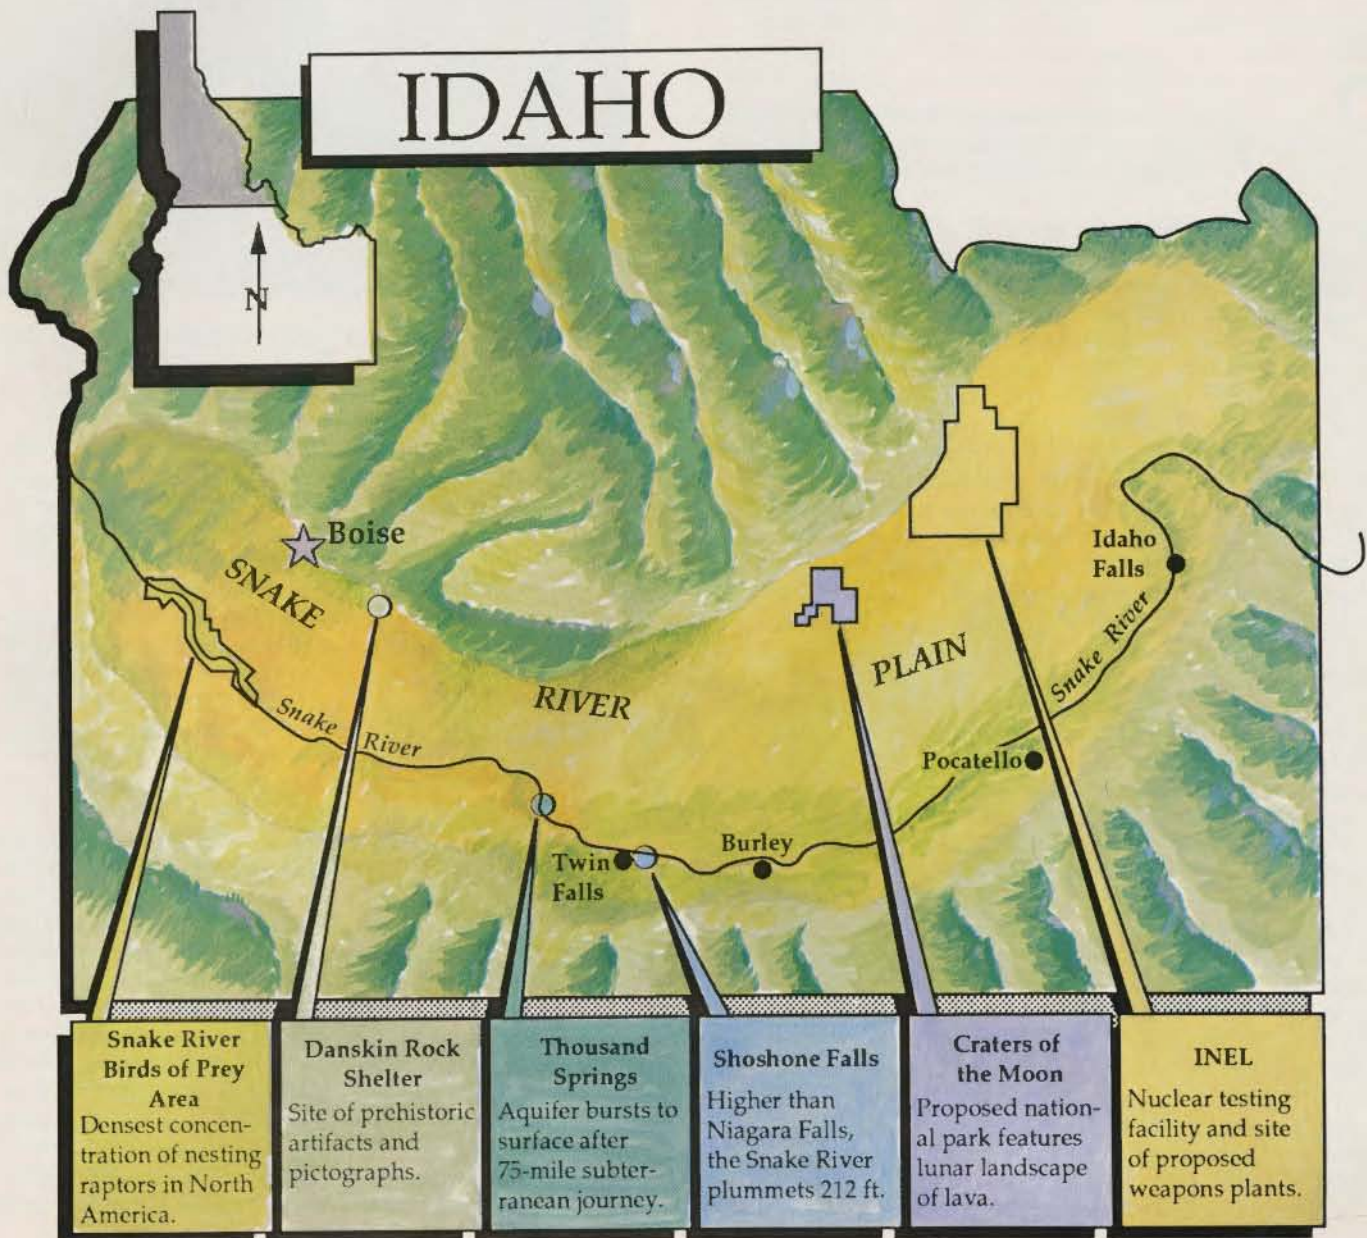 IDAHO
N
Boise
SNAKE
RIVER
PLAIN
Idaho
Falls
Snake River
Snake River
Pocatello
Burley
Twin
Falls
Snake River
Birds of Prey
Area
Densest concen-
tration of nesting
raptors in North
America.
Danskin Rock
Shelter
Site of prehistoric
artifacts and
pictographs.
Thousand
Springs
Aquifer bursts to
surface after
75-mile subter-
ranean journey.
Shoshone Falls
Higher than
Niagara Falls,
the Snake River
plummets 212 ft.
Craters of
the Moon
Proposed nation-
al park features
lunar landscape
of lava.
INEL
Nuclear testing
facility and site
of proposed
weapons plants.